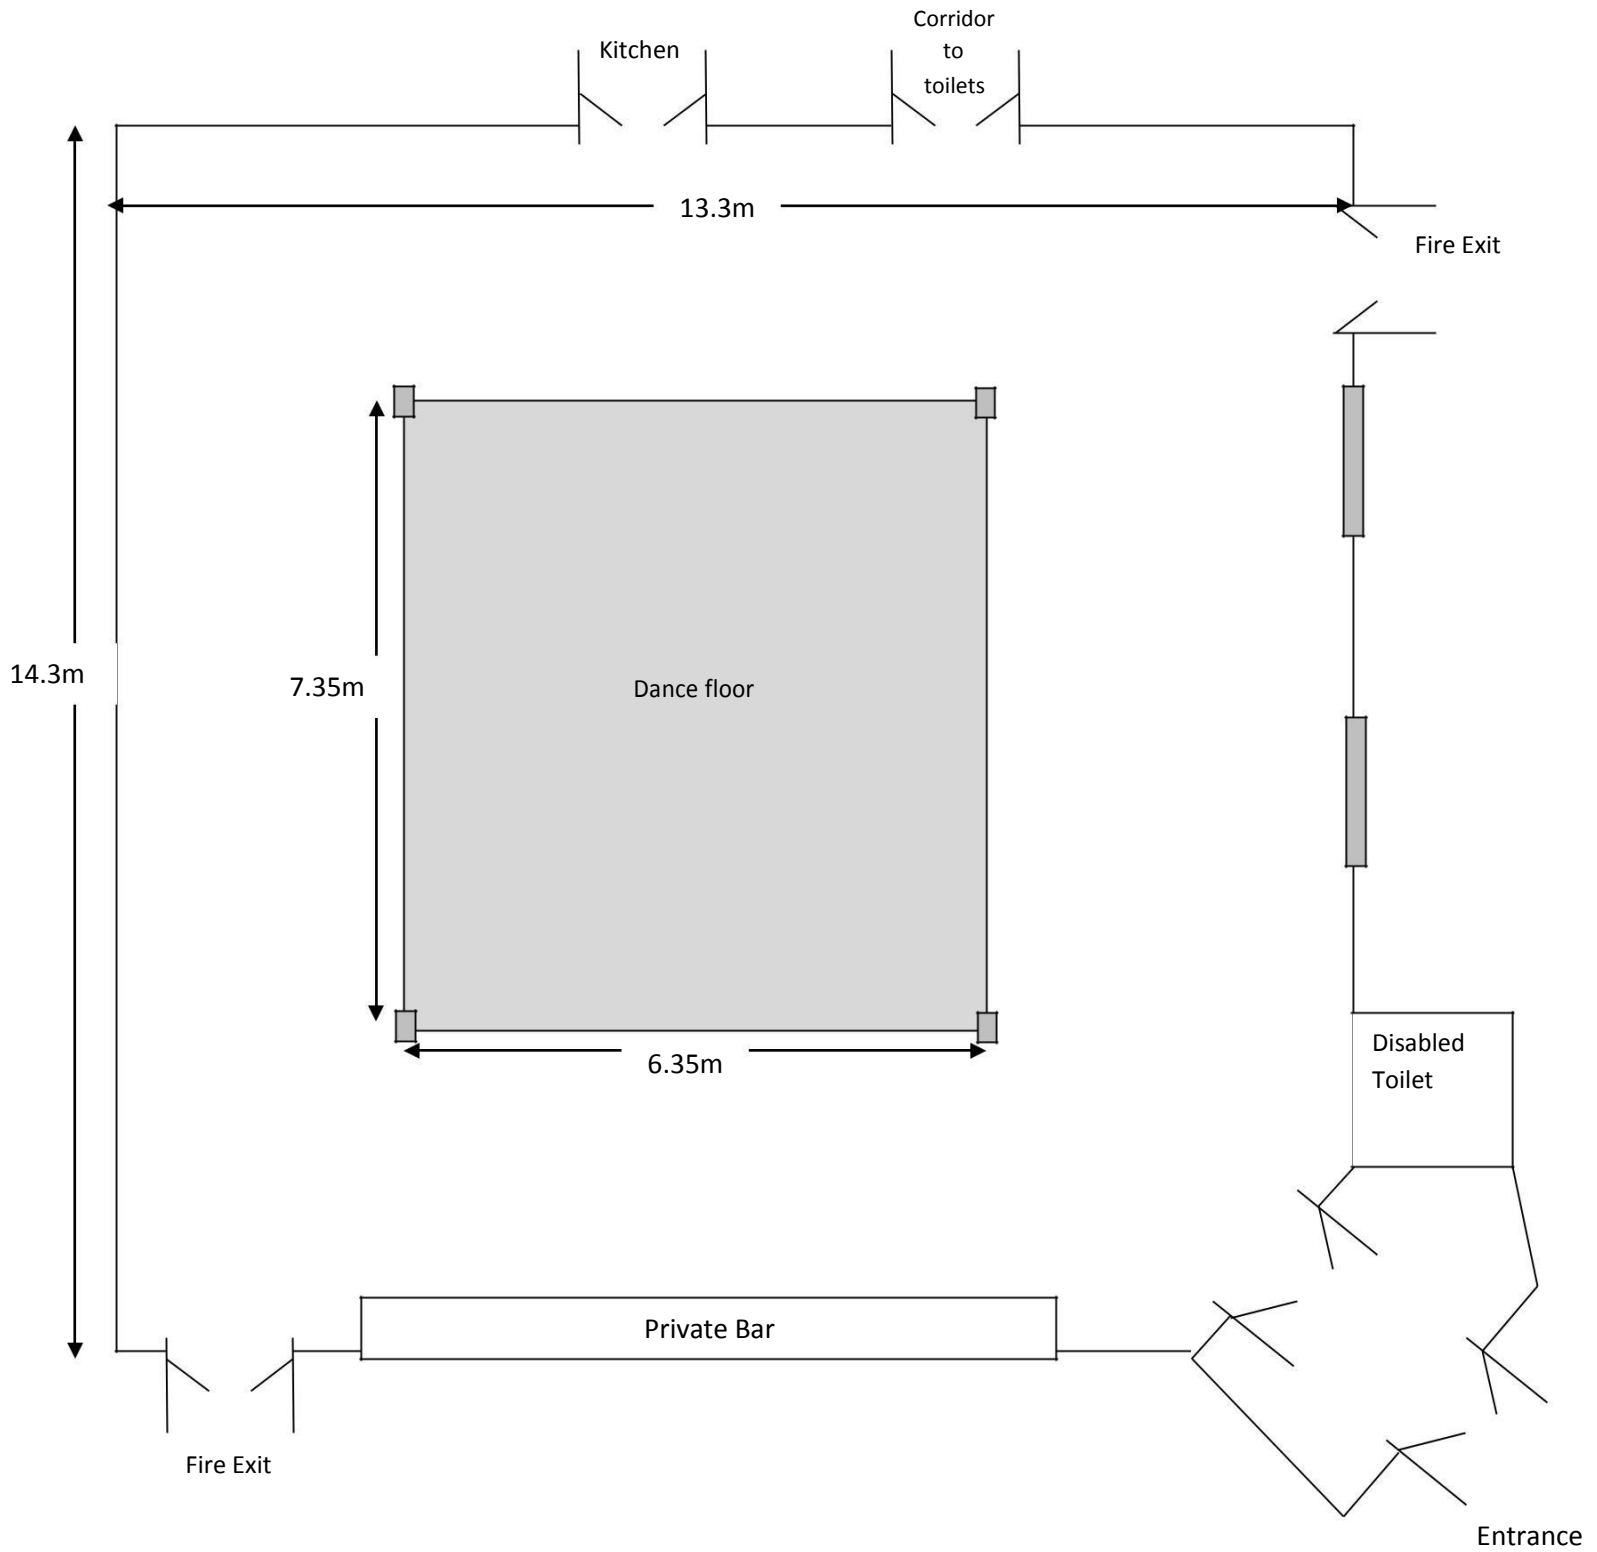 Corridor
to
toilets
Kitchen
13.3m
Fire Exit
14.3m
7.35m
Dance floor
6.35m
Disabled
Toilet
Private Bar
Fire Exit
Entrance